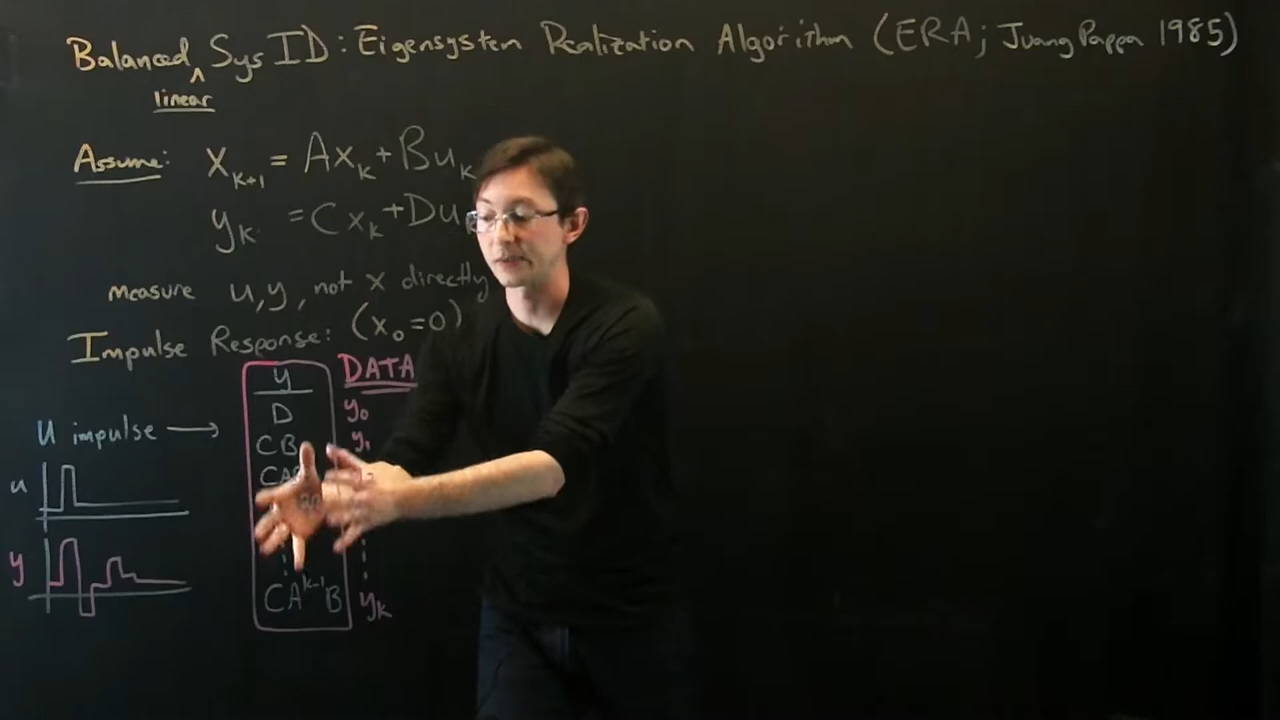 Balanced ^ Sys ID: Eigensystem Realization Algorithm (ERA; Juang Pappa 1985)
linear
Assume: x_{k+1} = Ax_k + Bu_k
y_k = Cx_k + Du
measure u, y, not x directly
Impulse Response: (x_0 = 0)
y DATA
D y_0
U impulse → CB y_1
u CA
y
CA^{k-1}B y_k